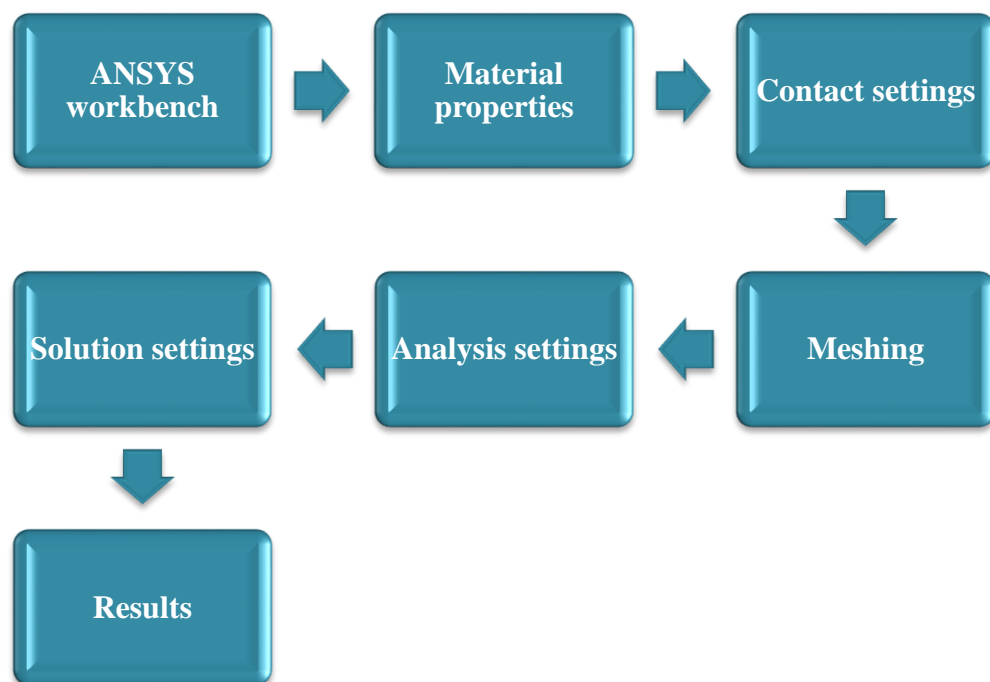 ANSYS
workbench
Material
properties
Contact settings
Meshing
Analysis settings
Solution settings
Results